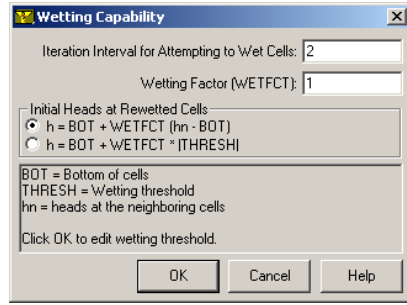 Wetting Capability
Iteration Interval for Attempting to Wet Cells: 2
Wetting Factor (WETFCT): 1
Initial Heads at Rewetted Cells
h = BOT + WETFCT (hn - BOT)
h = BOT + WETFCT * |THRESH|
BOT = Bottom of cells
THRESH = Wetting threshold
hn = heads at the neighboring cells
Click OK to edit wetting threshold.
OK Cancel Help